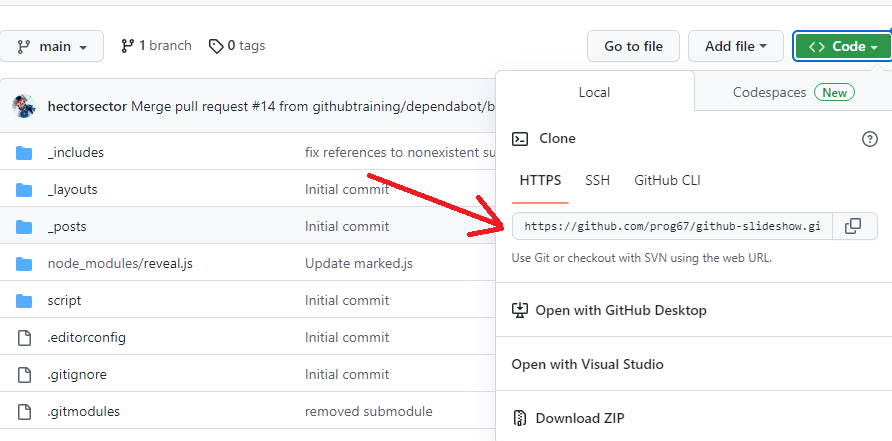 main
1 branch
0 tags
Go to file
Add file
<> Code
hectorsector Merge pull request #14 from githubtraining/dependabot/b
_includes
fix references to nonexistent su
_layouts
Initial commit
_posts
Initial commit
node_modules/reveal.js
Update marked.js
script
Initial commit
.editorconfig
Initial commit
.gitignore
Initial commit
.gitmodules
removed submodule
Local
Codespaces New
Clone
HTTPS SSH GitHub CLI
https://github.com/prog67/github-slideshow.gi
Use Git or checkout with SVN using the web URL.
Open with GitHub Desktop
Open with Visual Studio
Download ZIP